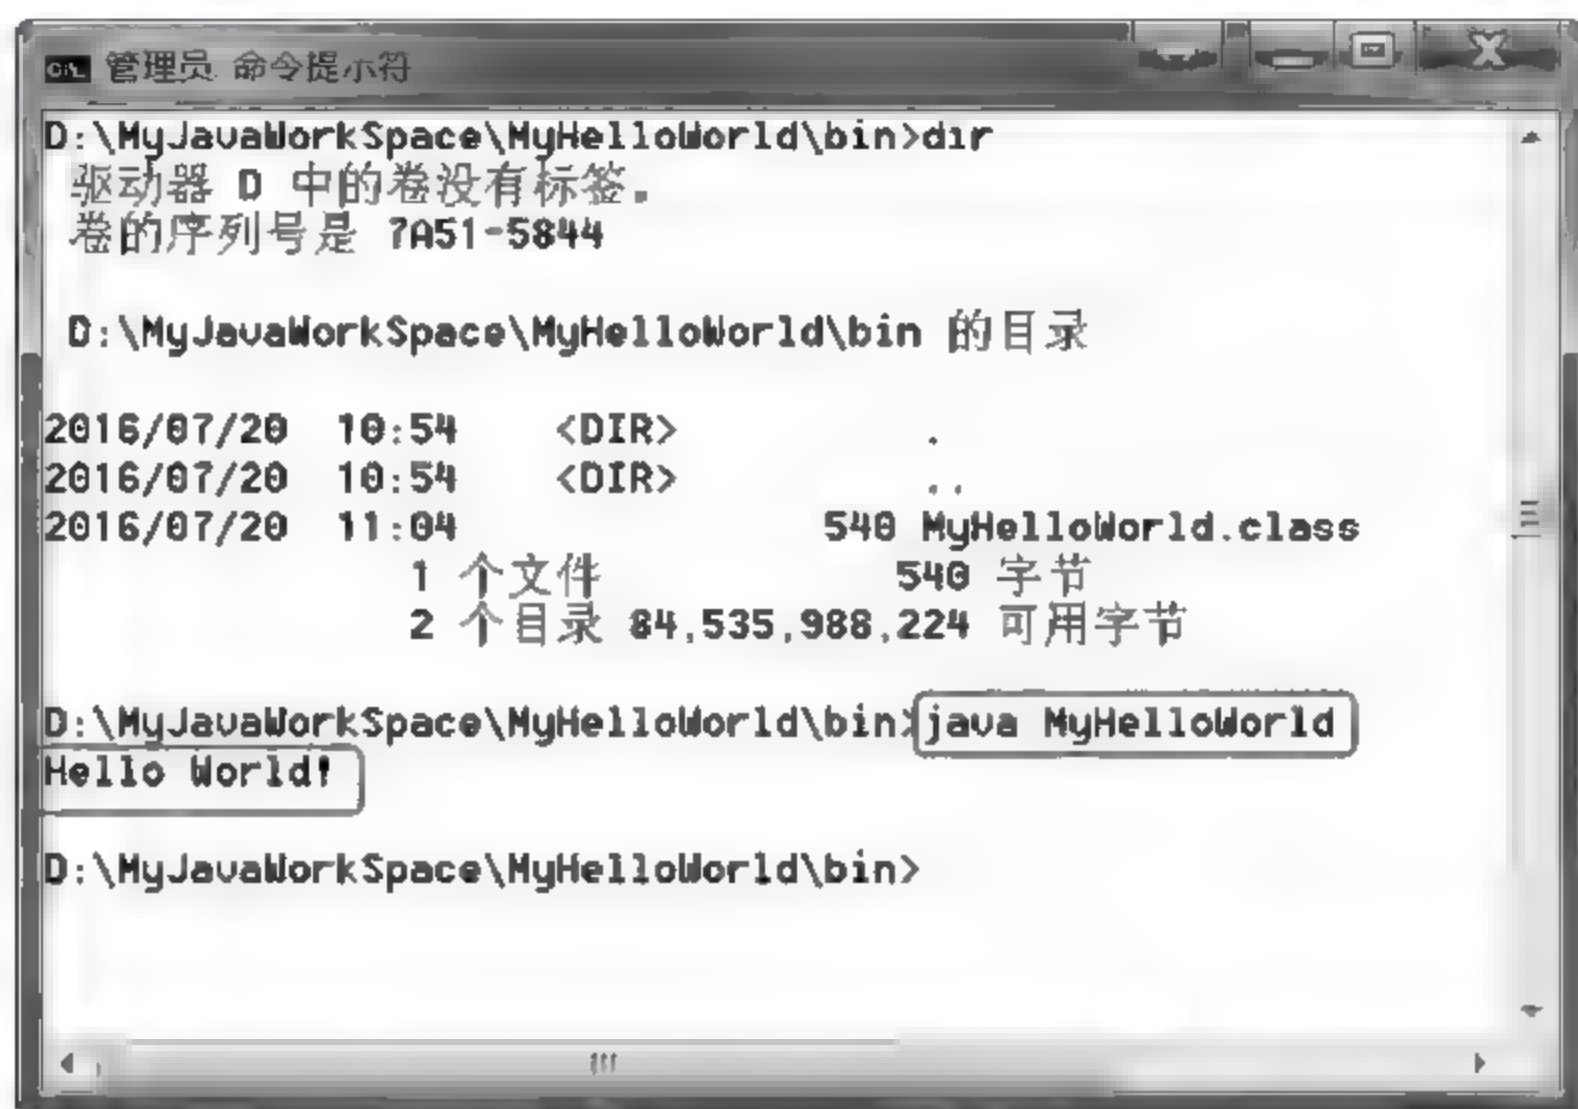 管理员 命令提示符
D:\MyJavaWorkSpace\MyHelloWorld\bin>dir
驱动器 D 中的卷没有标签。
卷的序列号是 7A51-5844
D:\MyJavaWorkSpace\MyHelloWorld\bin 的目录
2016/07/20 10:54 <DIR> .
2016/07/20 10:54 <DIR> ..
2016/07/20 11:04 540 MyHelloWorld.class
1 个文件 540 字节
2 个目录 84,535,988,224 可用字节
D:\MyJavaWorkSpace\MyHelloWorld\bin>java MyHelloWorld
Hello World!
D:\MyJavaWorkSpace\MyHelloWorld\bin>